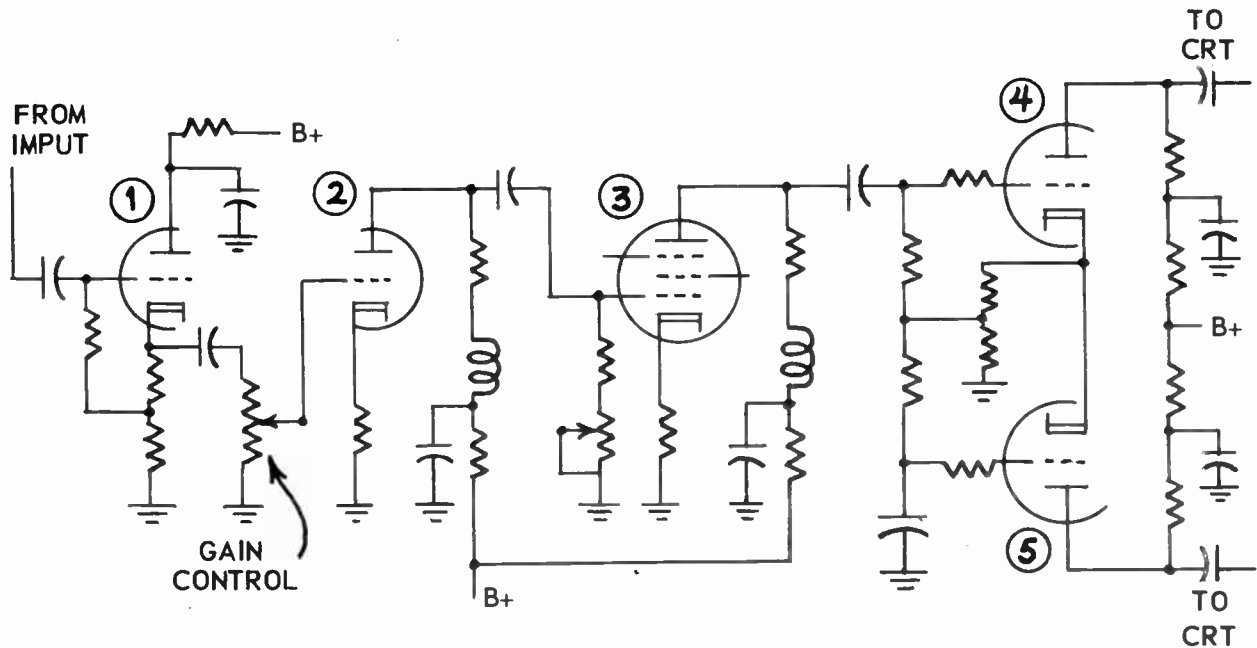 TO
CRT
④
FROM
IMPUT
B+
①
②
③
B+
GAIN
CONTROL
⑤
B+
TO
CRT